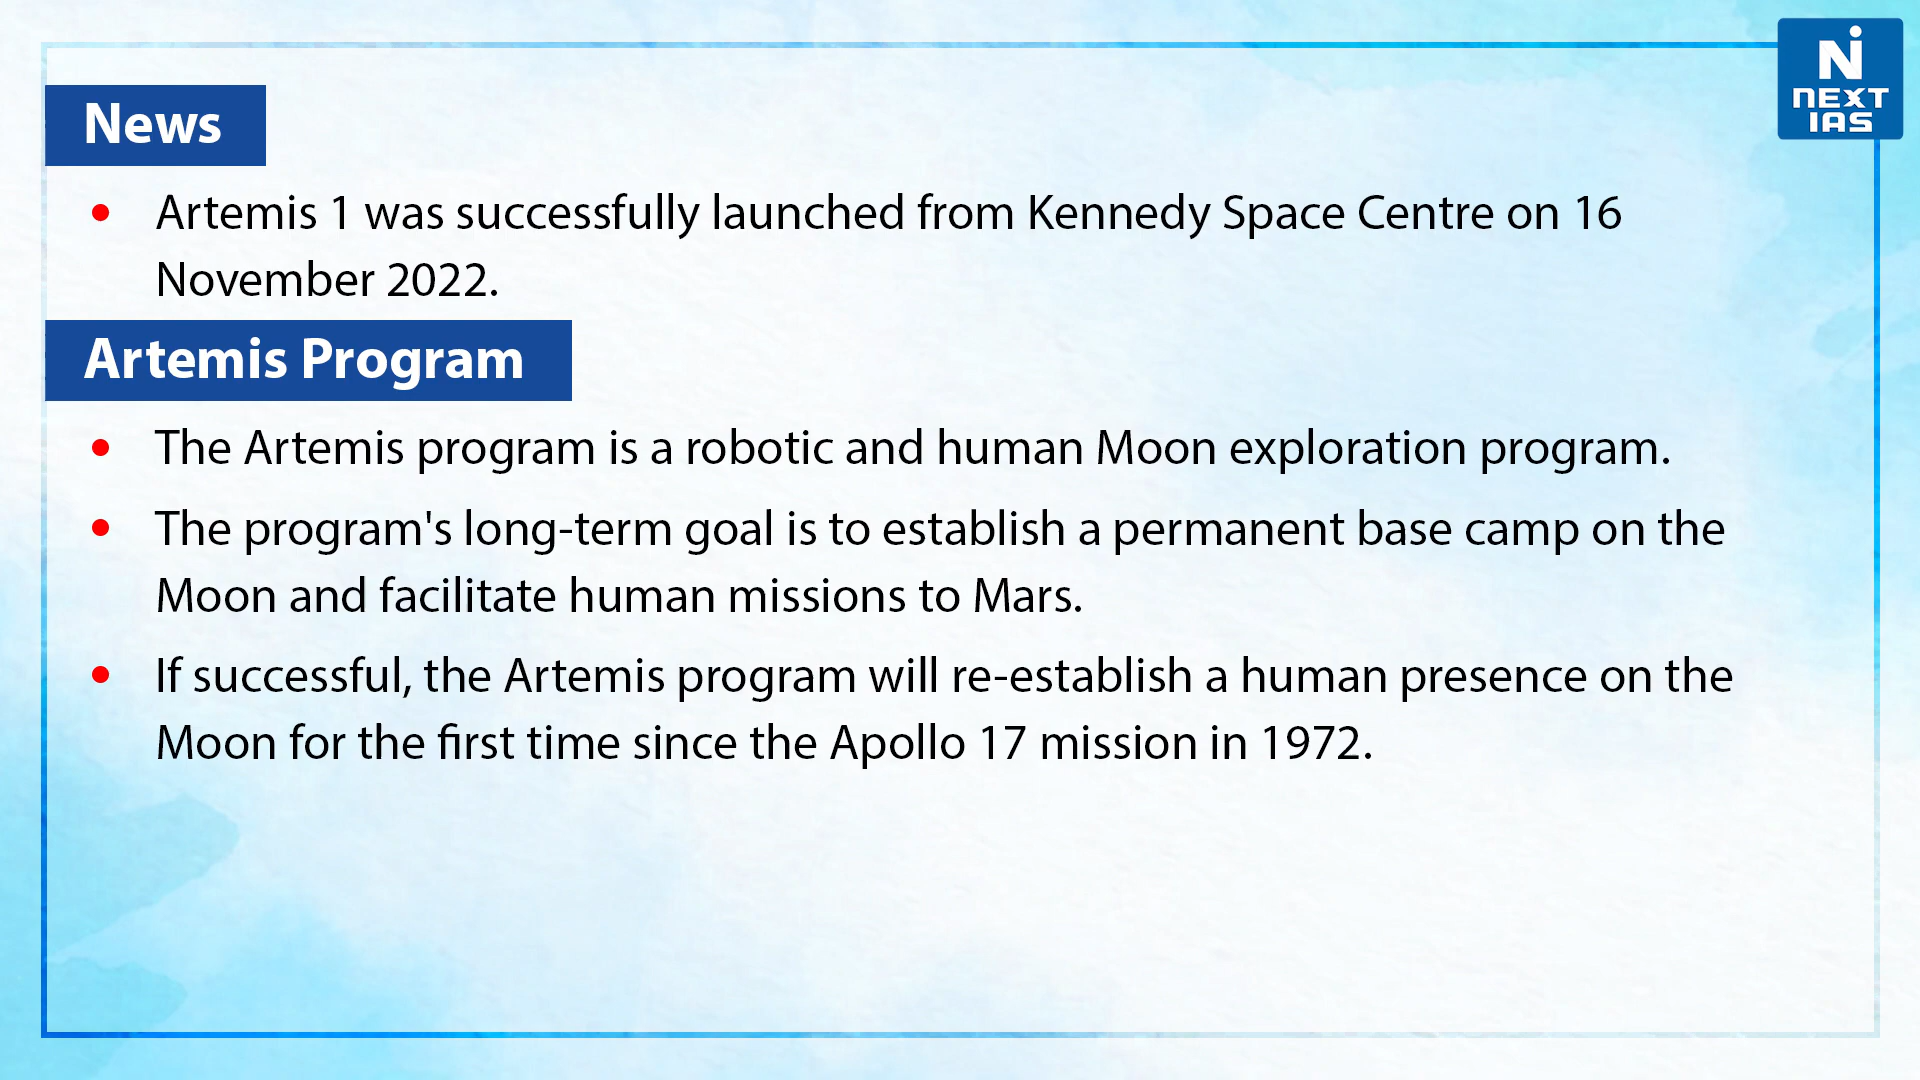 NEXT
IAS
News
• Artemis 1 was successfully launched from Kennedy Space Centre on 16
November 2022.
Artemis Program
• The Artemis program is a robotic and human Moon exploration program.
• The program's long-term goal is to establish a permanent base camp on the
Moon and facilitate human missions to Mars.
• If successful, the Artemis program will re-establish a human presence on the
Moon for the first time since the Apollo 17 mission in 1972.